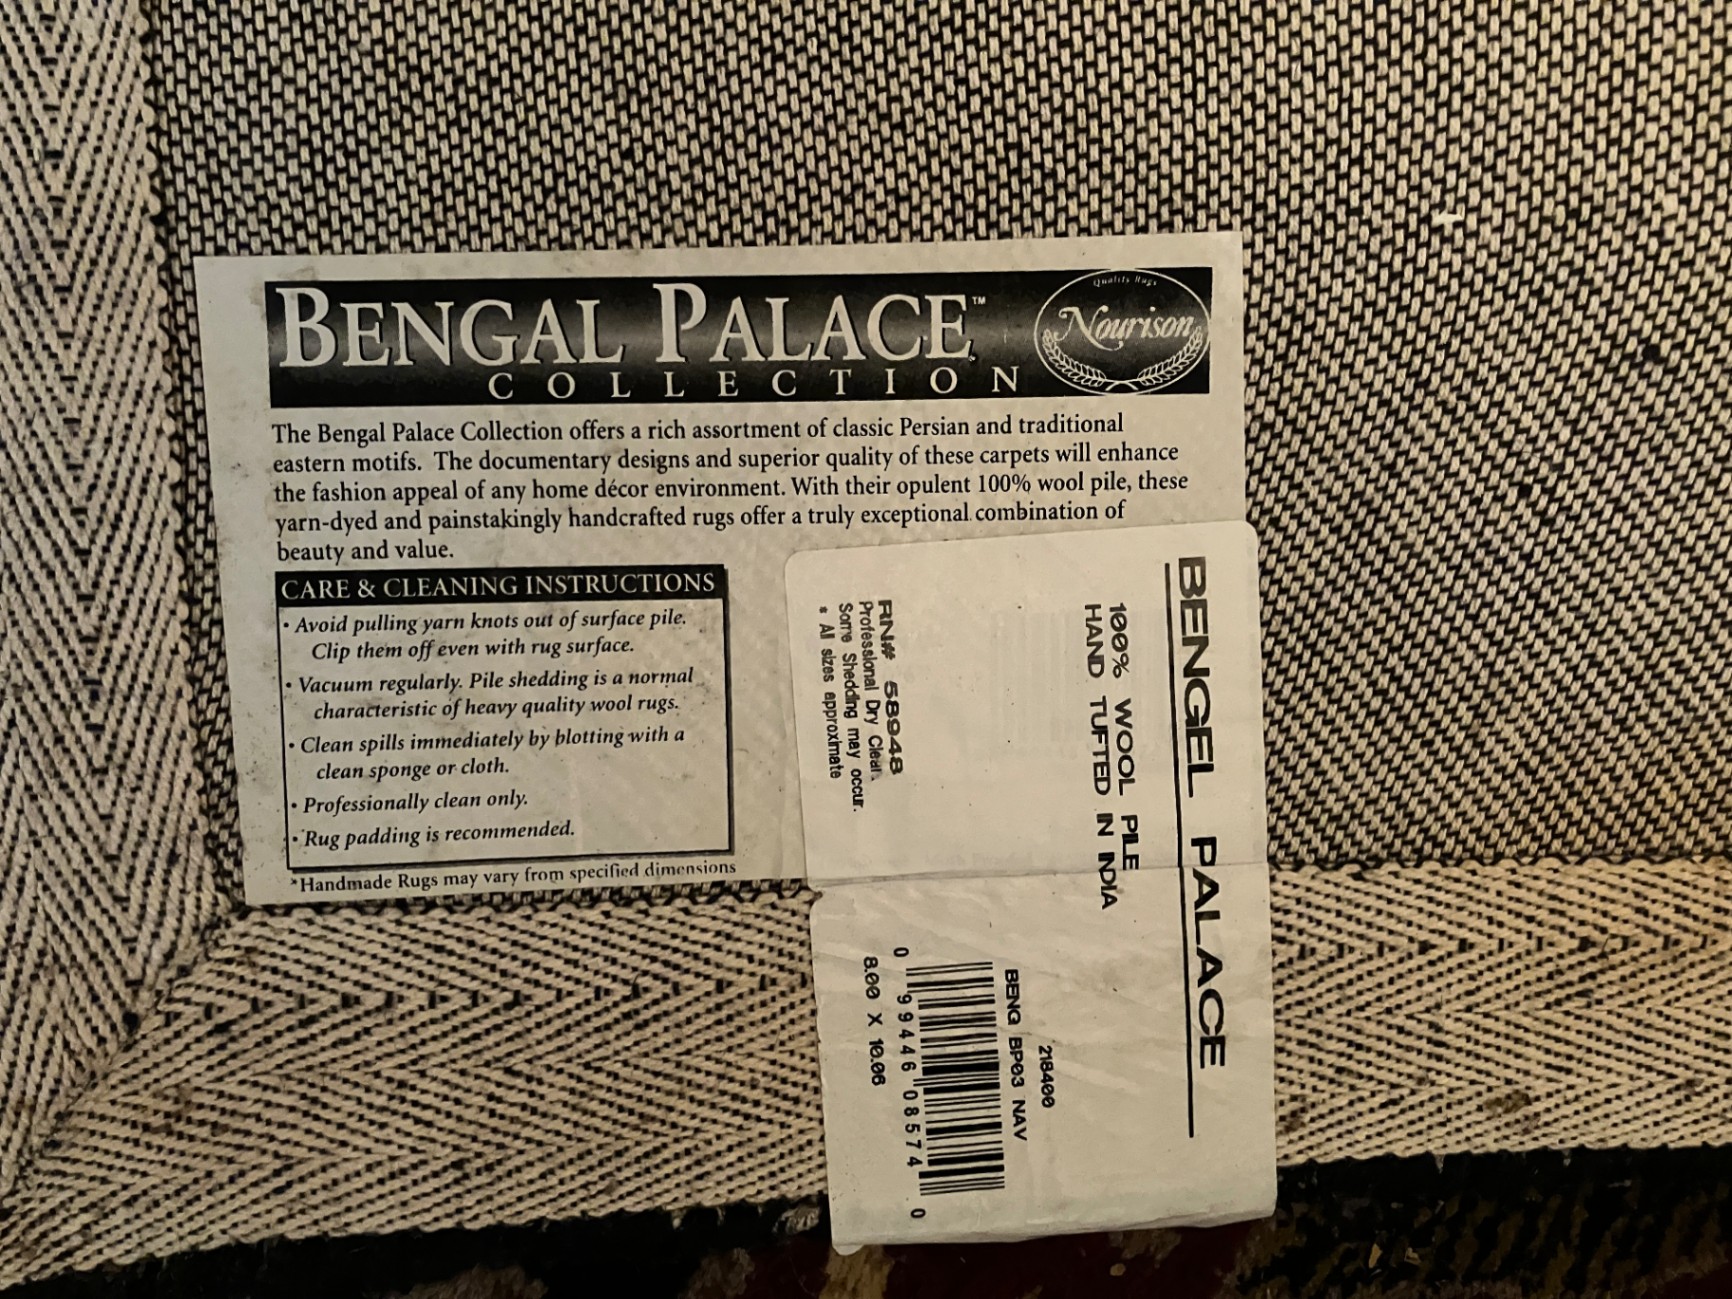 BENGAL PALACE™
COLLECTION
Quality Rugs
Nourison
The Bengal Palace Collection offers a rich assortment of classic Persian and traditional
eastern motifs. The documentary designs and superior quality of these carpets will enhance
the fashion appeal of any home décor environment. With their opulent 100% wool pile, these
yarn-dyed and painstakingly handcrafted rugs offer a truly exceptional combination of
beauty and value.
CARE & CLEANING INSTRUCTIONS
• Avoid pulling yarn knots out of surface pile.
Clip them off even with rug surface.
• Vacuum regularly. Pile shedding is a normal
characteristic of heavy quality wool rugs.
• Clean spills immediately by blotting with a
clean sponge or cloth.
• Professionally clean only.
• Rug padding is recommended.
*Handmade Rugs may vary from specified dimensions
BENGEL PALACE
100% WOOL PILE
HAND TUFTED IN INDIA
RN# 58948
Professional Dry Clean.
Some Shedding may occur.
* All sizes approximate
218400
BENG BP03 NAV
0 99446 08574 0
8.00 X 10.06